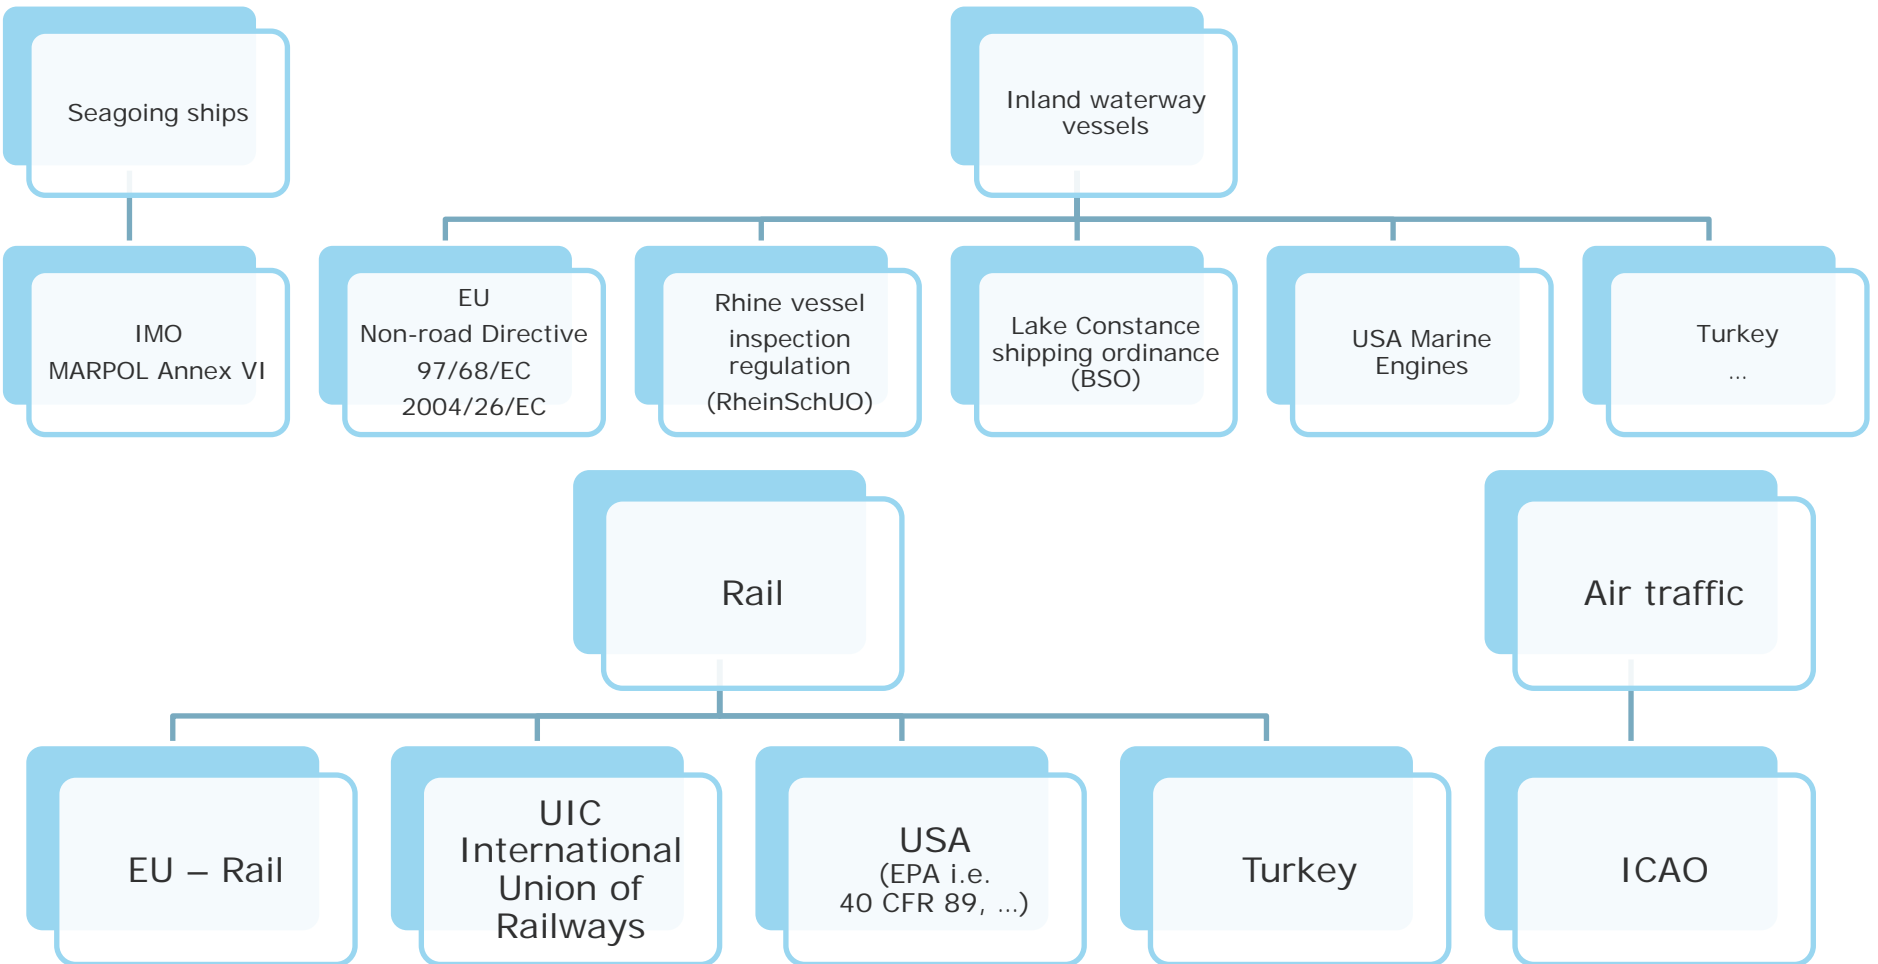 Seagoing ships
Inland waterway
vessels
IMO
MARPOL Annex VI
EU
Non-road Directive
97/68/EC
2004/26/EC
Rhine vessel
inspection
regulation
(RheinSchUO)
Lake Constance
shipping ordinance
(BSO)
USA Marine
Engines
Turkey
...
Rail
Air traffic
EU – Rail
UIC
International
Union of
Railways
USA
(EPA i.e.
40 CFR 89, ...)
Turkey
ICAO